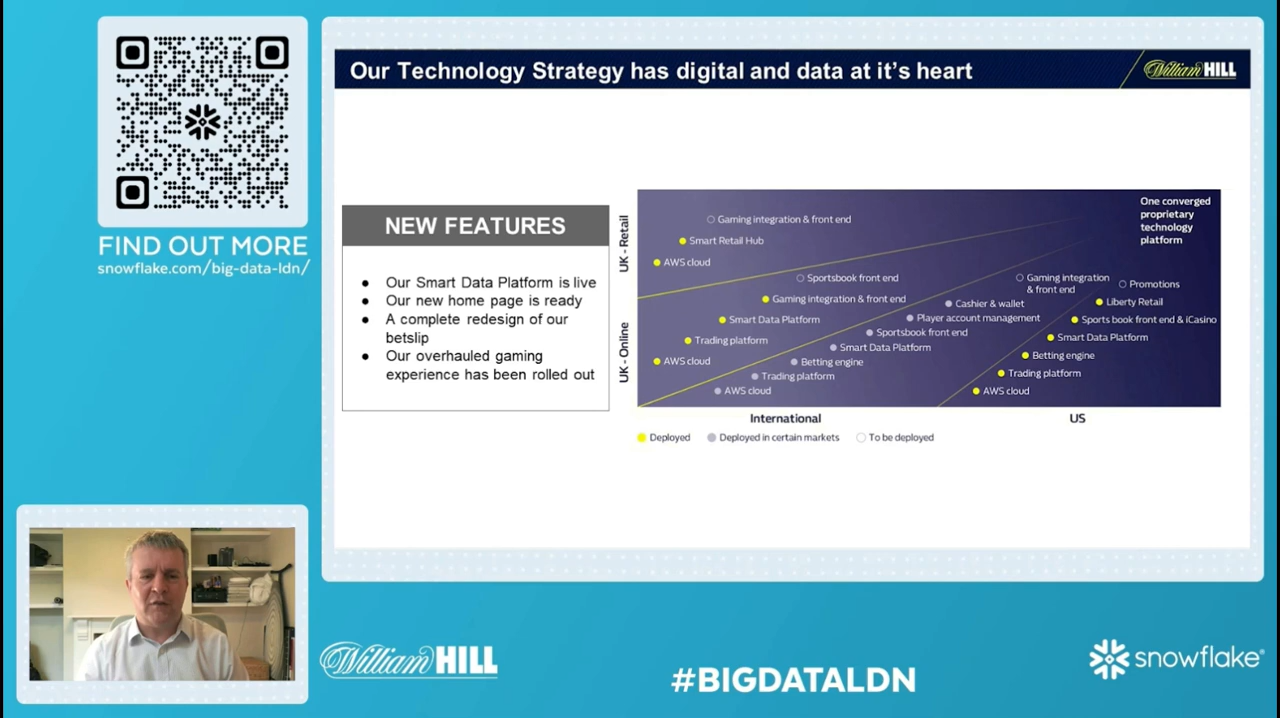 FIND OUT MORE
snowflake.com/big-data-ldn/
Our Technology Strategy has digital and data at it's heart
William HILL
NEW FEATURES
● Our Smart Data Platform is live
● Our new home page is ready
● A complete redesign of our
betslip
● Our overhauled gaming
experience has been rolled out
UK - Retail
Gaming integration & front end
Smart Retail Hub
AWS cloud
One converged
proprietary
technology
platform
UK - Online
Sportsbook front end
Gaming integration & front end
Smart Data Platform
Trading platform
AWS cloud
Cashier & wallet
Player account management
Sportsbook front end
Smart Data Platform
Betting engine
Trading platform
AWS cloud
Gaming integration
& front end
Promotions
Liberty Retail
Sports book front end & iCasino
Smart Data Platform
Betting engine
Trading platform
AWS cloud
International
US
Deployed
Deployed in certain markets
To be deployed
William HILL
#BIGDATALDN
snowflake®